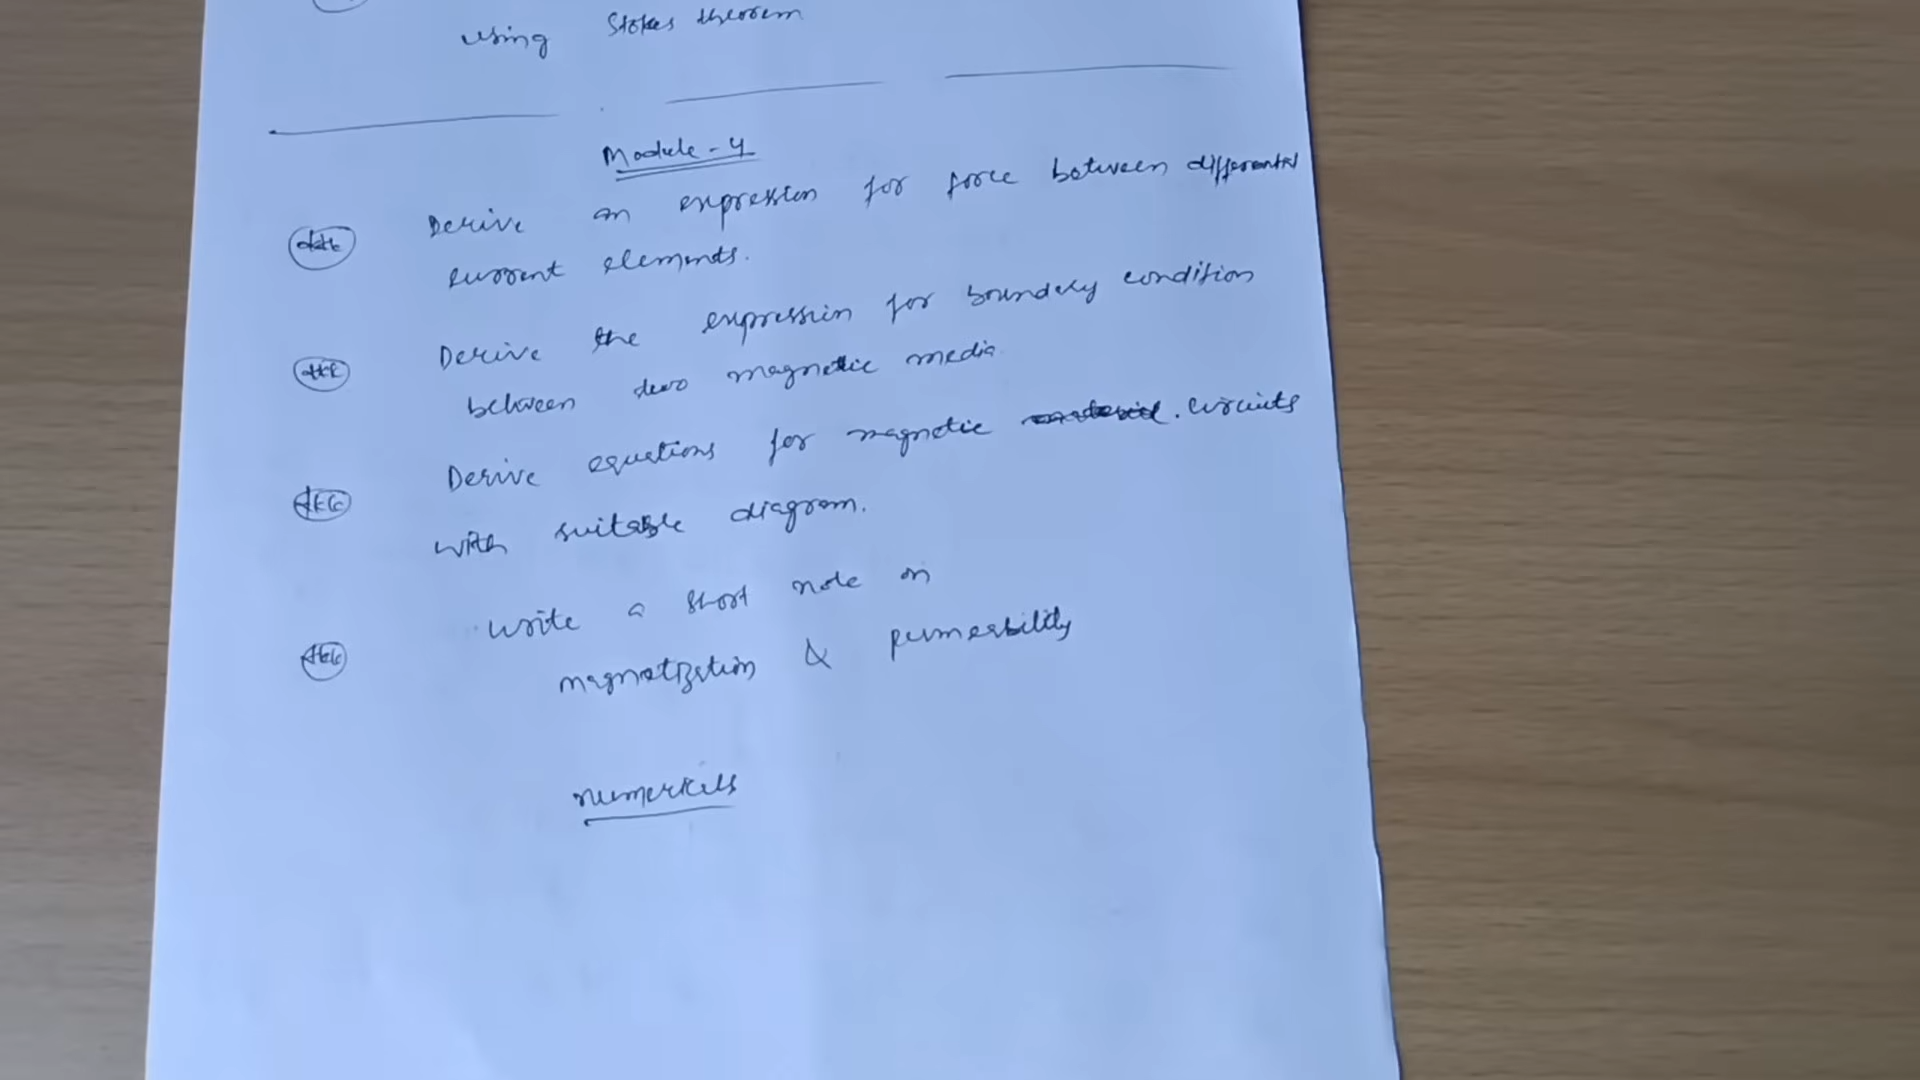 using Stokes theorem
Module-4
Derive an expression for force between differential
current elements.
Derive the expression for boundary condition
between two magnetic media
Derive equations for magnetic circuits
with suitable diagram.
write a short note on
magnetization & permeability
numericals